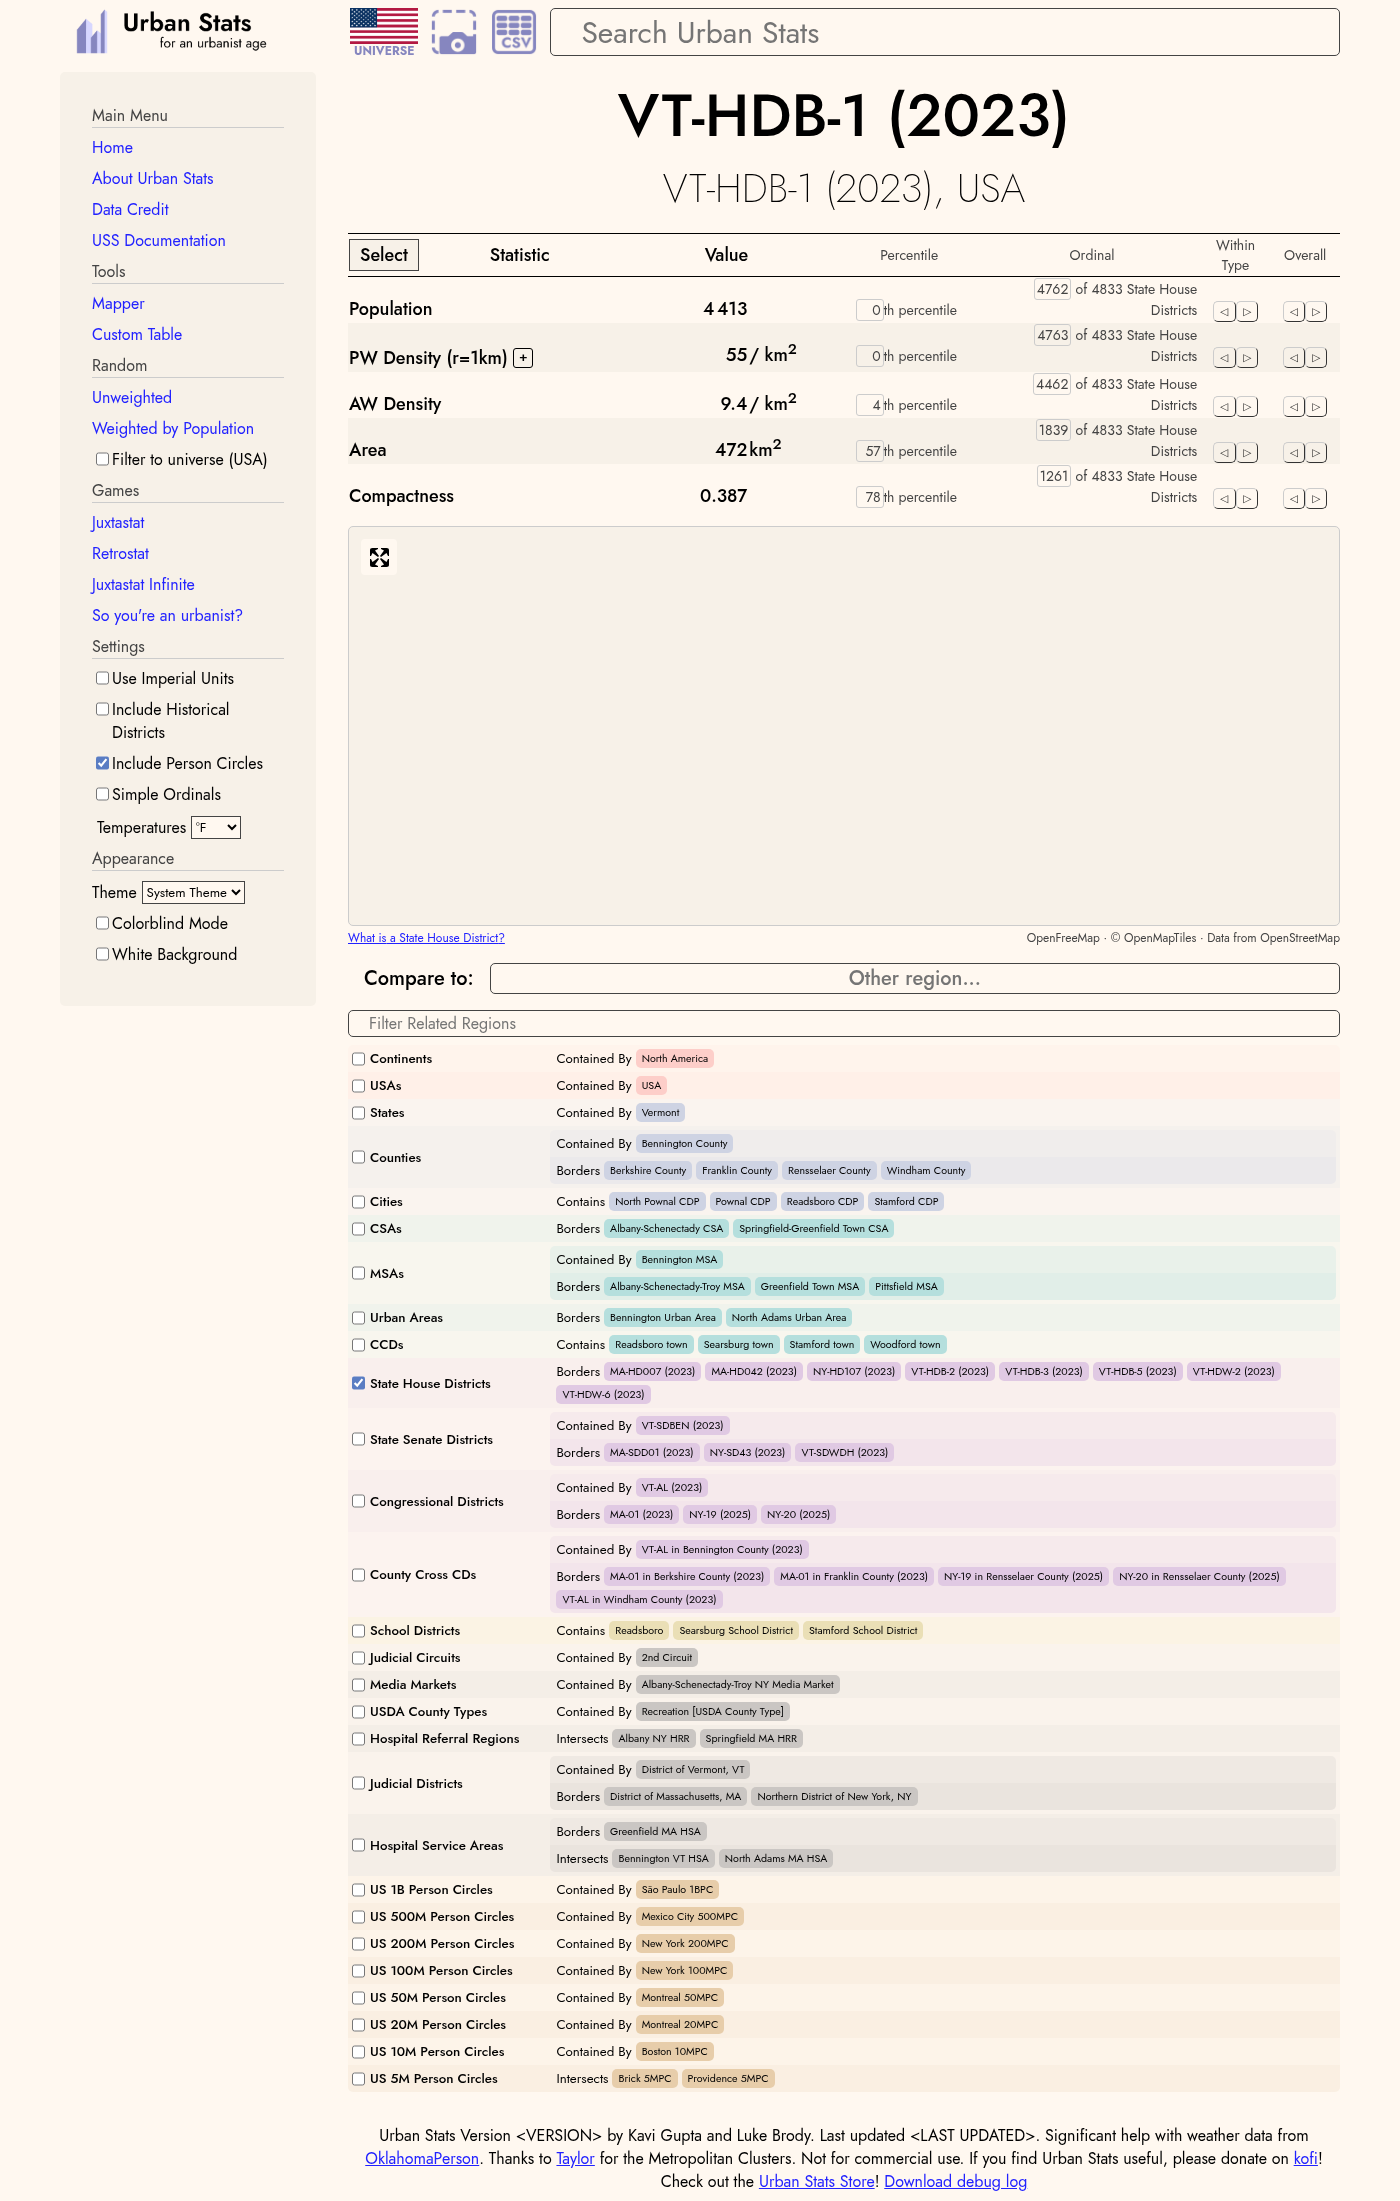 Urban Stats
for an urbanist age
UNIVERSE
CSV
Search Urban Stats
Main Menu
Home
About Urban Stats
Data Credit
USS Documentation
Tools
Mapper
Custom Table
Random
Unweighted
Weighted by Population
Filter to universe (USA)
Games
Juxtastat
Retrostat
Juxtastat Infinite
So you're an urbanist?
Settings
Use Imperial Units
Include Historical
Districts
Include Person Circles
Simple Ordinals
Temperatures °F
Appearance
Theme System Theme
Colorblind Mode
White Background
VT-HDB-1 (2023)
VT-HDB-1 (2023), USA
Select Statistic Value Percentile Ordinal Within Type Overall
Population 4 413 0th percentile 4762 of 4833 State House Districts
PW Density (r=1km) + 55 / km2 0th percentile 4763 of 4833 State House Districts
AW Density 9.4 / km2 4th percentile 4462 of 4833 State House Districts
Area 472 km2 57th percentile 1839 of 4833 State House Districts
Compactness 0.387 78th percentile 1261 of 4833 State House Districts
What is a State House District? OpenFreeMap · © OpenMapTiles · Data from OpenStreetMap
Compare to: Other region...
Filter Related Regions
Continents Contained By North America
USAs Contained By USA
States Contained By Vermont
Counties
Contained By Bennington County
Borders Berkshire County Franklin County Rensselaer County Windham County
Cities Contains North Pownal CDP Pownal CDP Readsboro CDP Stamford CDP
CSAs Borders Albany-Schenectady CSA Springfield-Greenfield Town CSA
MSAs
Contained By Bennington MSA
Borders Albany-Schenectady-Troy MSA Greenfield Town MSA Pittsfield MSA
Urban Areas Borders Bennington Urban Area North Adams Urban Area
CCDs Contains Readsboro town Searsburg town Stamford town Woodford town
State House Districts Borders MA-HD007 (2023) MA-HD042 (2023) NY-HD107 (2023) VT-HDB-2 (2023) VT-HDB-3 (2023) VT-HDB-5 (2023) VT-HDW-2 (2023)
VT-HDW-6 (2023)
State Senate Districts
Contained By VT-SDBEN (2023)
Borders MA-SDD01 (2023) NY-SD43 (2023) VT-SDWDH (2023)
Congressional Districts
Contained By VT-AL (2023)
Borders MA-01 (2023) NY-19 (2025) NY-20 (2025)
County Cross CDs
Contained By VT-AL in Bennington County (2023)
Borders MA-01 in Berkshire County (2023) MA-01 in Franklin County (2023) NY-19 in Rensselaer County (2025) NY-20 in Rensselaer County (2025)
VT-AL in Windham County (2023)
School Districts Contains Readsboro Searsburg School District Stamford School District
Judicial Circuits Contained By 2nd Circuit
Media Markets Contained By Albany-Schenectady-Troy NY Media Market
USDA County Types Contained By Recreation [USDA County Type]
Hospital Referral Regions Intersects Albany NY HRR Springfield MA HRR
Judicial Districts
Contained By District of Vermont, VT
Borders District of Massachusetts, MA Northern District of New York, NY
Hospital Service Areas
Borders Greenfield MA HSA
Intersects Bennington VT HSA North Adams MA HSA
US 1B Person Circles Contained By São Paulo 1BPC
US 500M Person Circles Contained By Mexico City 500MPC
US 200M Person Circles Contained By New York 200MPC
US 100M Person Circles Contained By New York 100MPC
US 50M Person Circles Contained By Montreal 50MPC
US 20M Person Circles Contained By Montreal 20MPC
US 10M Person Circles Contained By Boston 10MPC
US 5M Person Circles Intersects Brick 5MPC Providence 5MPC
Urban Stats Version <VERSION> by Kavi Gupta and Luke Brody. Last updated <LAST UPDATED>. Significant help with weather data from
OklahomaPerson. Thanks to Taylor for the Metropolitan Clusters. Not for commercial use. If you find Urban Stats useful, please donate on kofi!
Check out the Urban Stats Store! Download debug log